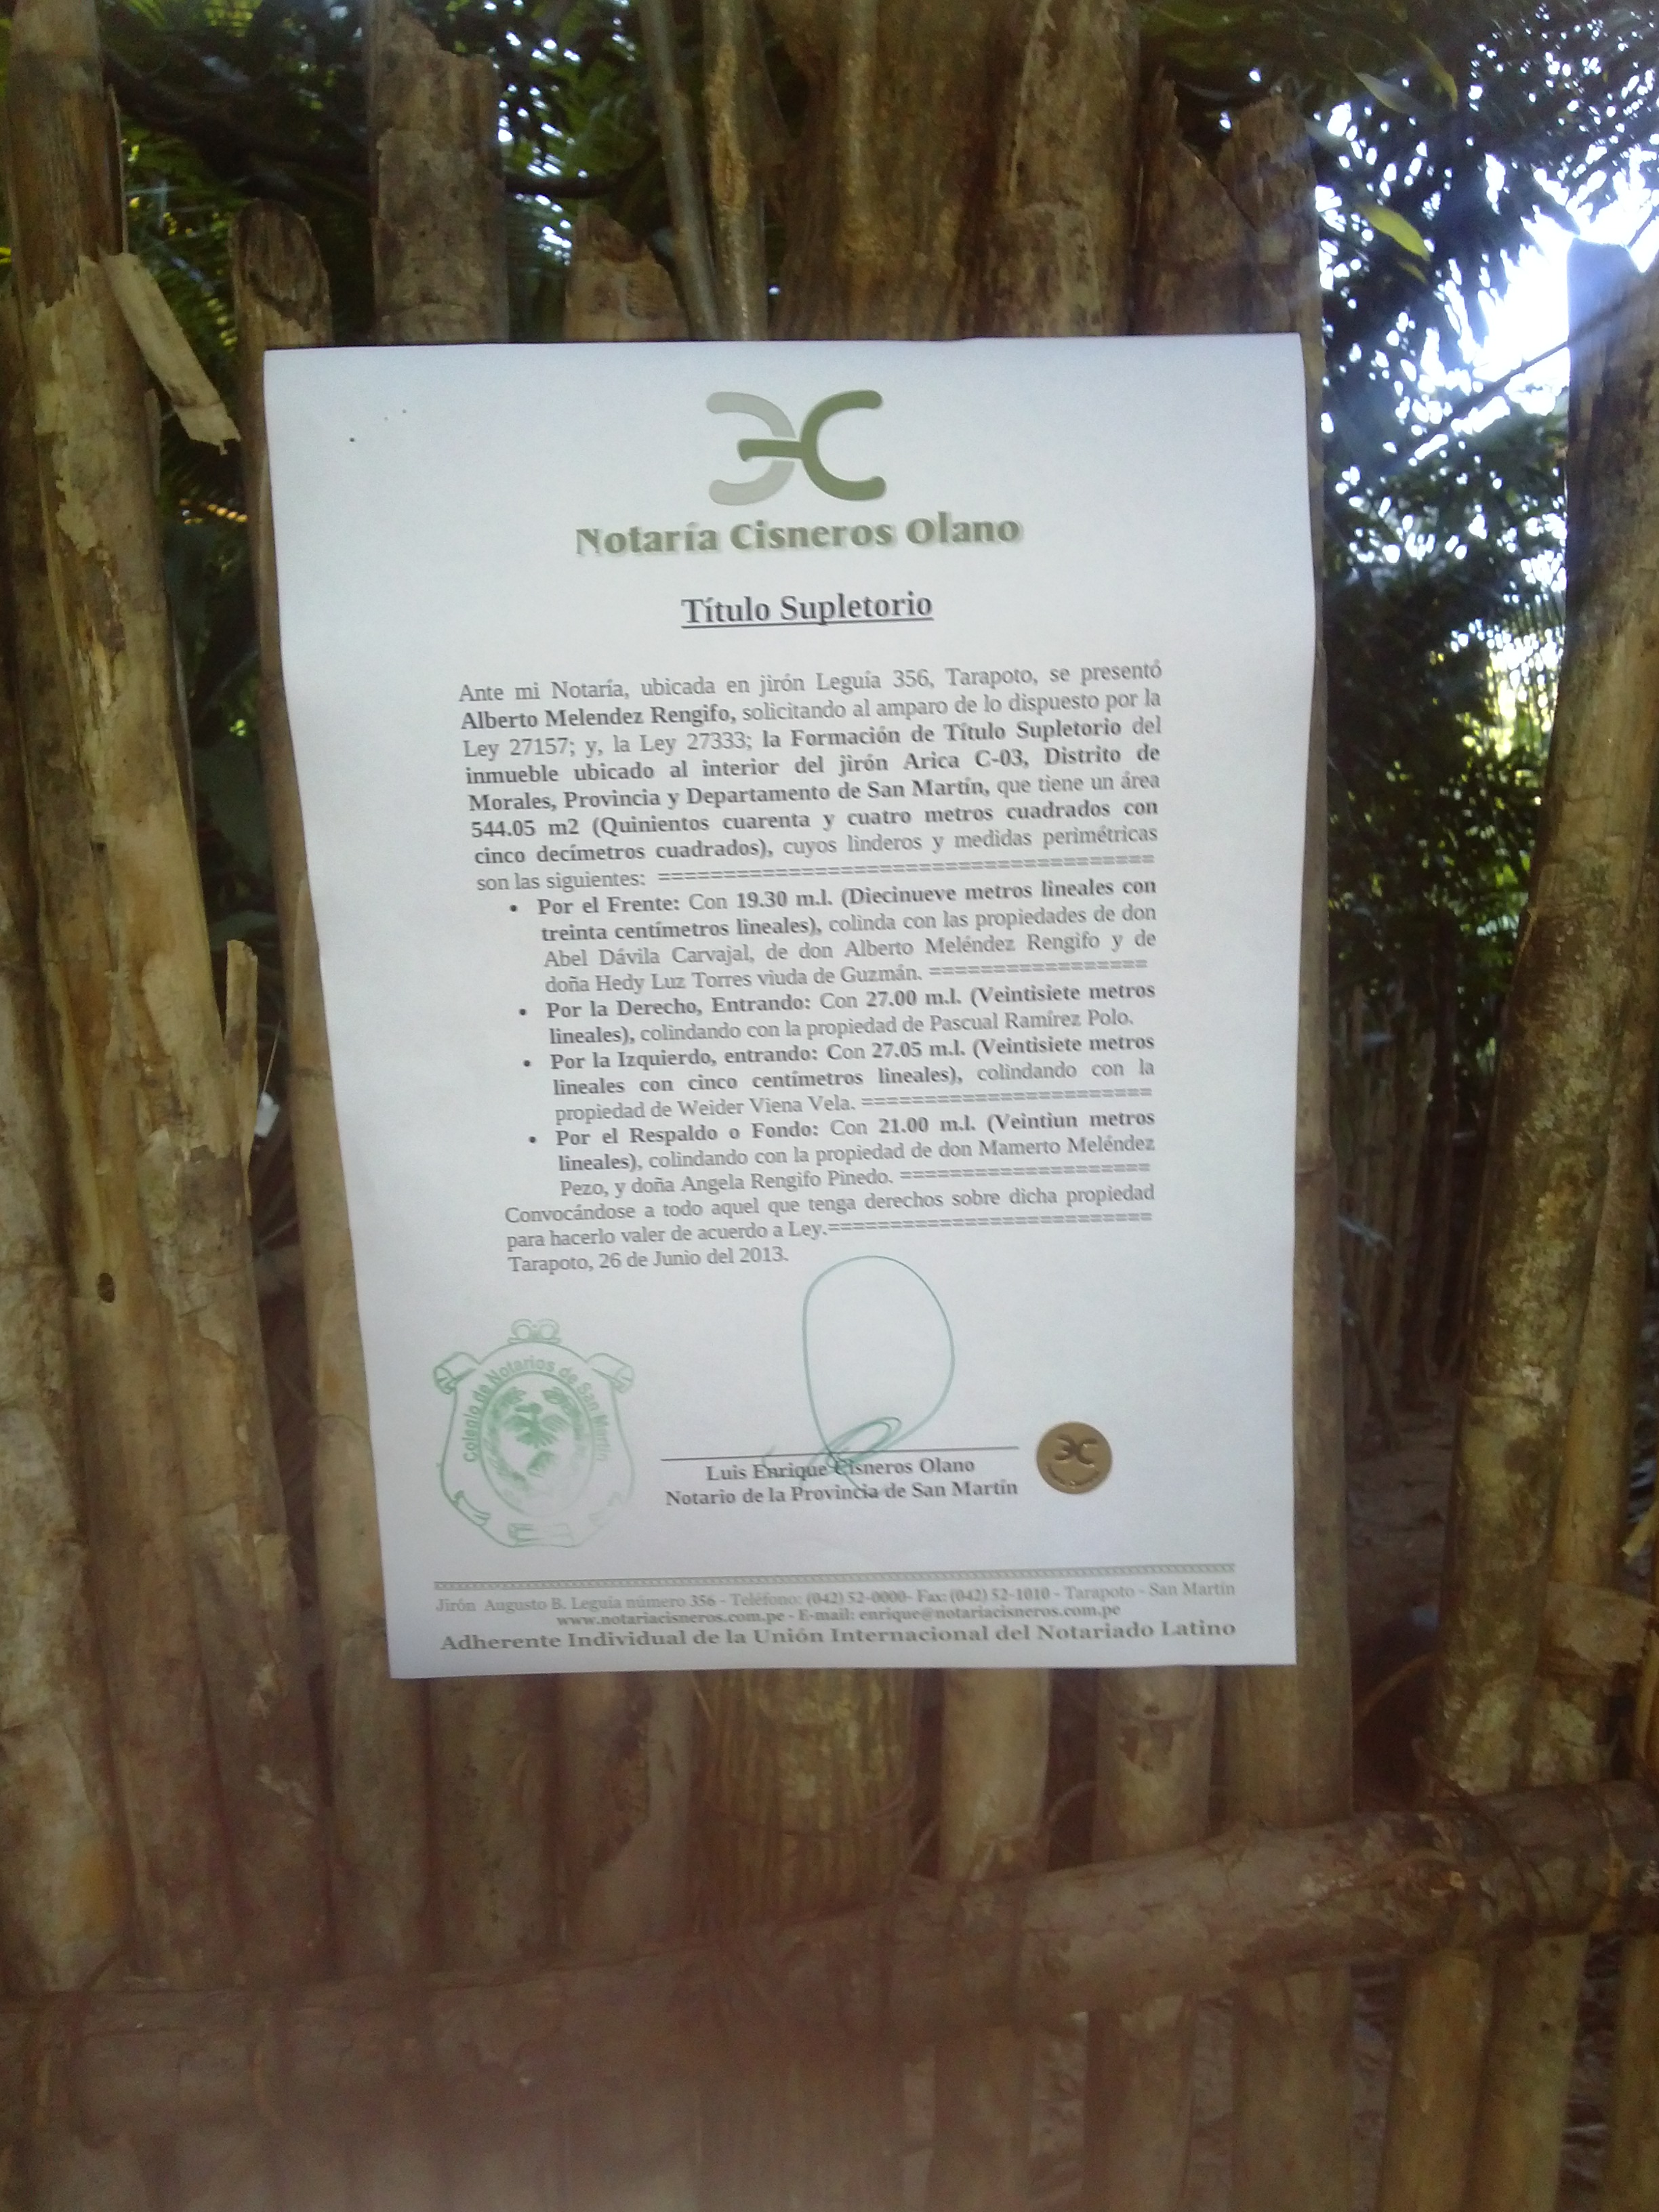 Notaría Cisneros Olano
Título Supletorio
Ante mi Notaría, ubicada en jirón Leguía 356, Tarapoto, se presentó
Alberto Melendez Rengifo, solicitando al amparo de lo dispuesto por la
Ley 27157; y, la Ley 27333; la Formación de Título Supletorio del
inmueble ubicado al interior del jirón Arica C-03, Distrito de
Morales, Provincia y Departamento de San Martín, que tiene un área
544.05 m2 (Quinientos cuarenta y cuatro metros cuadrados con
cinco decímetros cuadrados), cuyos linderos y medidas perimétricas
son las siguientes: ======================================
• Por el Frente: Con 19.30 m.l. (Diecinueve metros lineales con
treinta centímetros lineales), colinda con las propiedades de don
Abel Dávila Carvajal, de don Alberto Meléndez Rengifo y de
doña Hedy Luz Torres viuda de Guzmán. =================
• Por la Derecho, Entrando: Con 27.00 m.l. (Veintisiete metros
lineales), colindando con la propiedad de Pascual Ramírez Polo.
• Por la Izquierdo, entrando: Con 27.05 m.l. (Veintisiete metros
lineales con cinco centímetros lineales), colindando con la
propiedad de Weider Viena Vela. =======================
• Por el Respaldo o Fondo: Con 21.00 m.l. (Veintiun metros
lineales), colindando con la propiedad de don Mamerto Meléndez
Pezo, y doña Angela Rengifo Pinedo. ====================
Convocándose a todo aquel que tenga derechos sobre dicha propiedad
para hacerlo valer de acuerdo a Ley.==========================
Tarapoto, 26 de Junio del 2013.
Colegio de Notarios de San Martín
Luis Enrique Cisneros Olano
Notario de la Provincia de San Martín
Jirón Augusto B. Leguía número 356 - Teléfono: (042) 52-0000- Fax: (042) 52-1010 - Tarapoto - San Martín
www.notariacisneros.com.pe - E-mail: enrique@notariacisneros.com.pe
Adherente Individual de la Unión Internacional del Notariado Latino